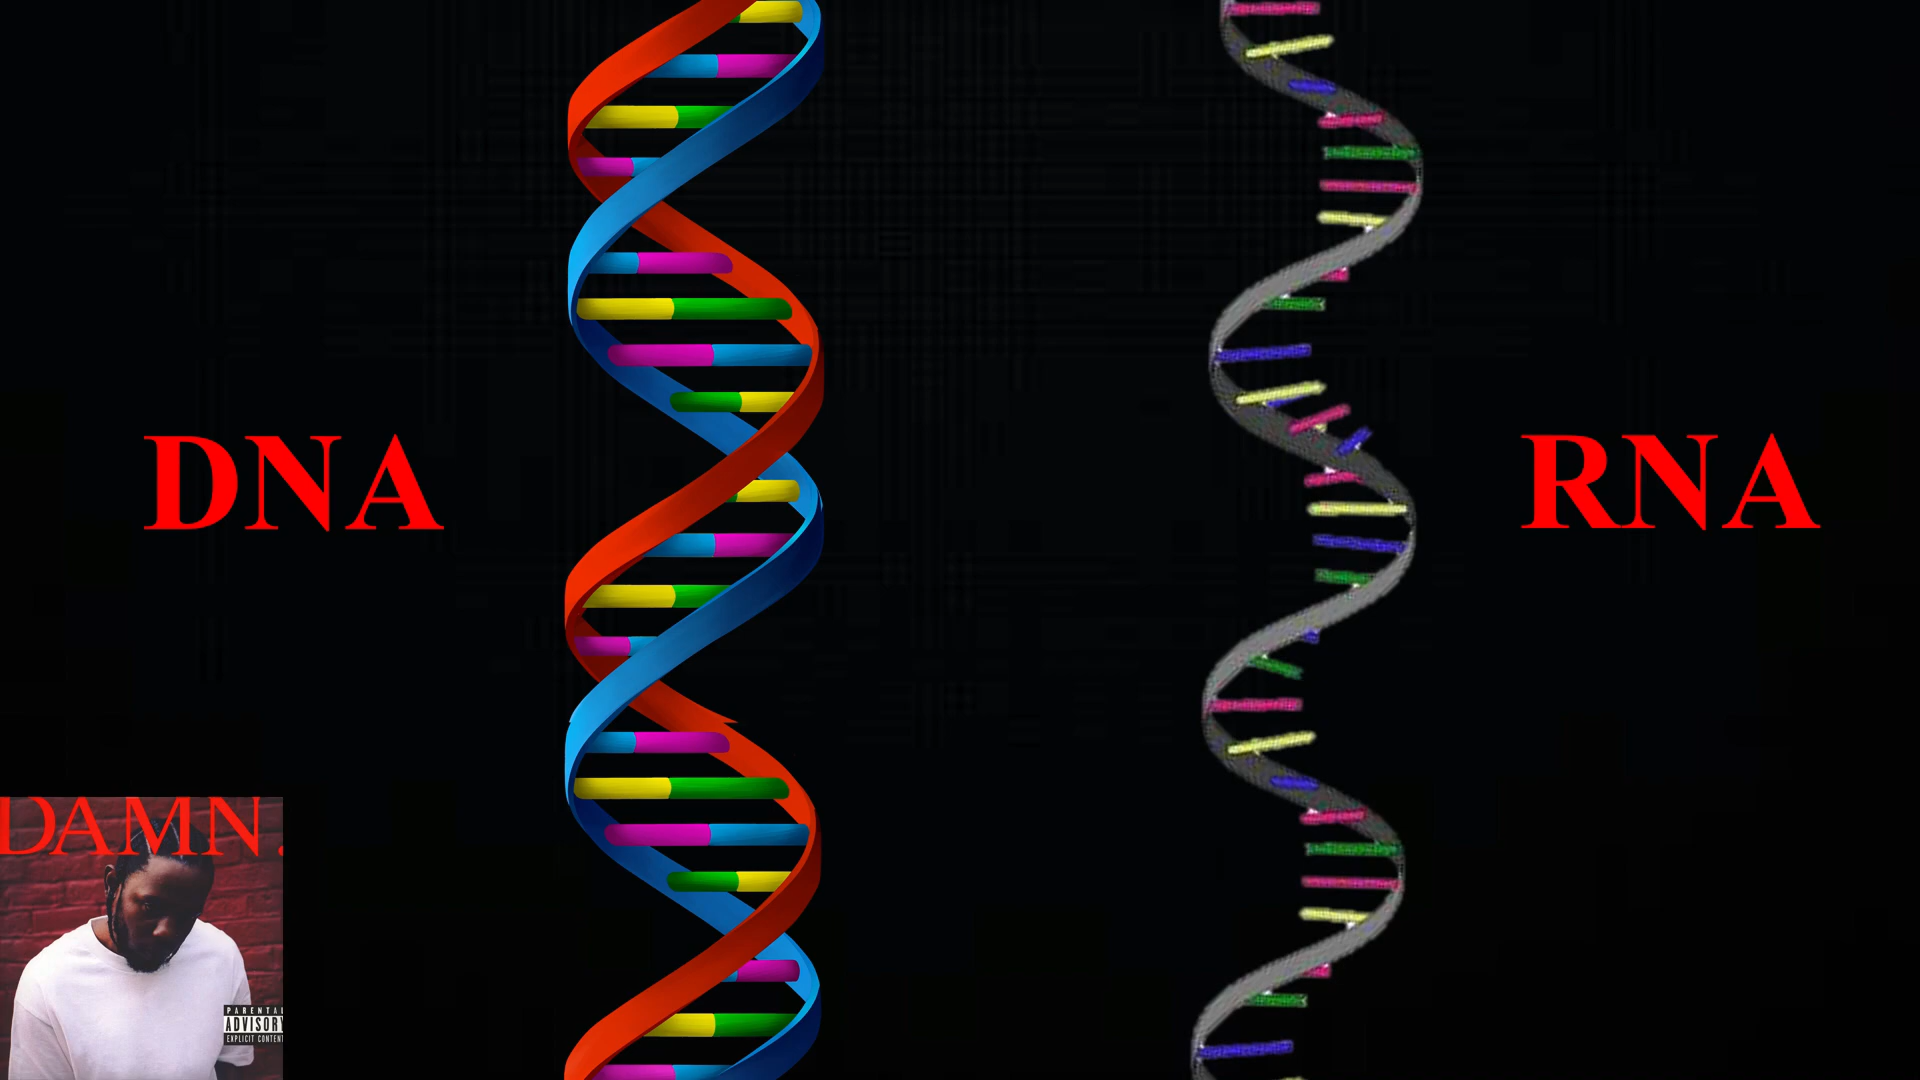 DNA
RNA
DAMN.
PARENTAL
ADVISORY
EXPLICIT CONTENT